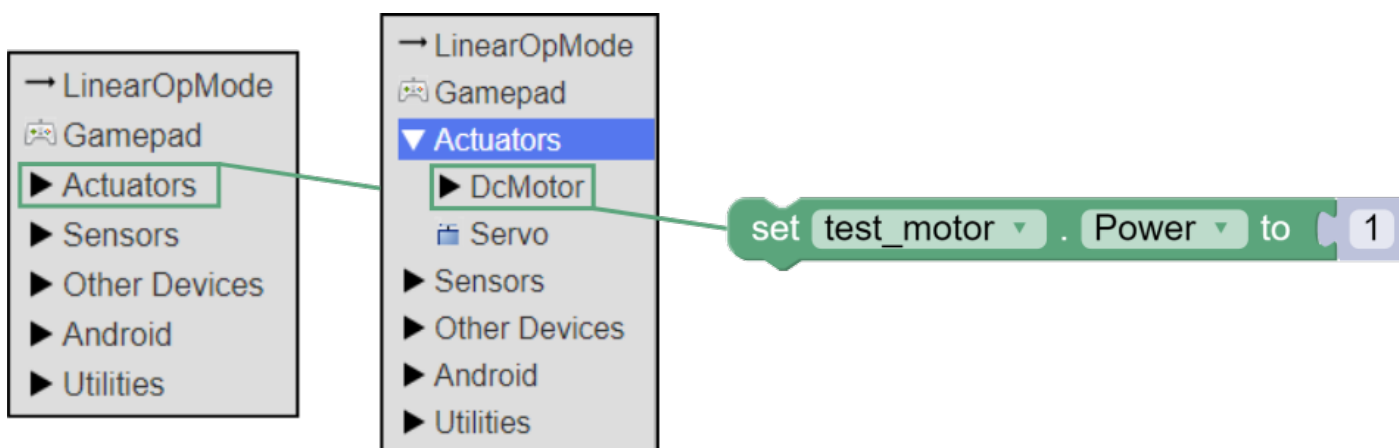 LinearOpMode
Gamepad
Actuators
Sensors
Other Devices
Android
Utilities
LinearOpMode
Gamepad
Actuators
DcMotor
Servo
Sensors
Other Devices
Android
Utilities
set test_motor . Power to 1